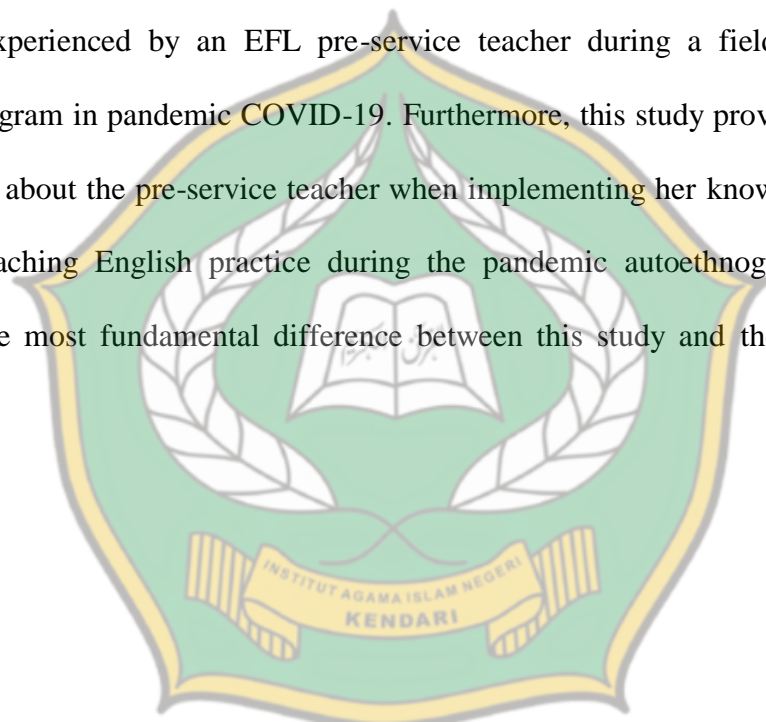 xperienced by an EFL pre-service teacher during a field
gram in pandemic COVID-19. Furthermore, this study prov
about the pre-service teacher when implementing her know
aching English practice during the pandemic autoethnog
e most fundamental difference between this study and th
INSTITUT AGAMA ISLAM NEGERI
KENDARI